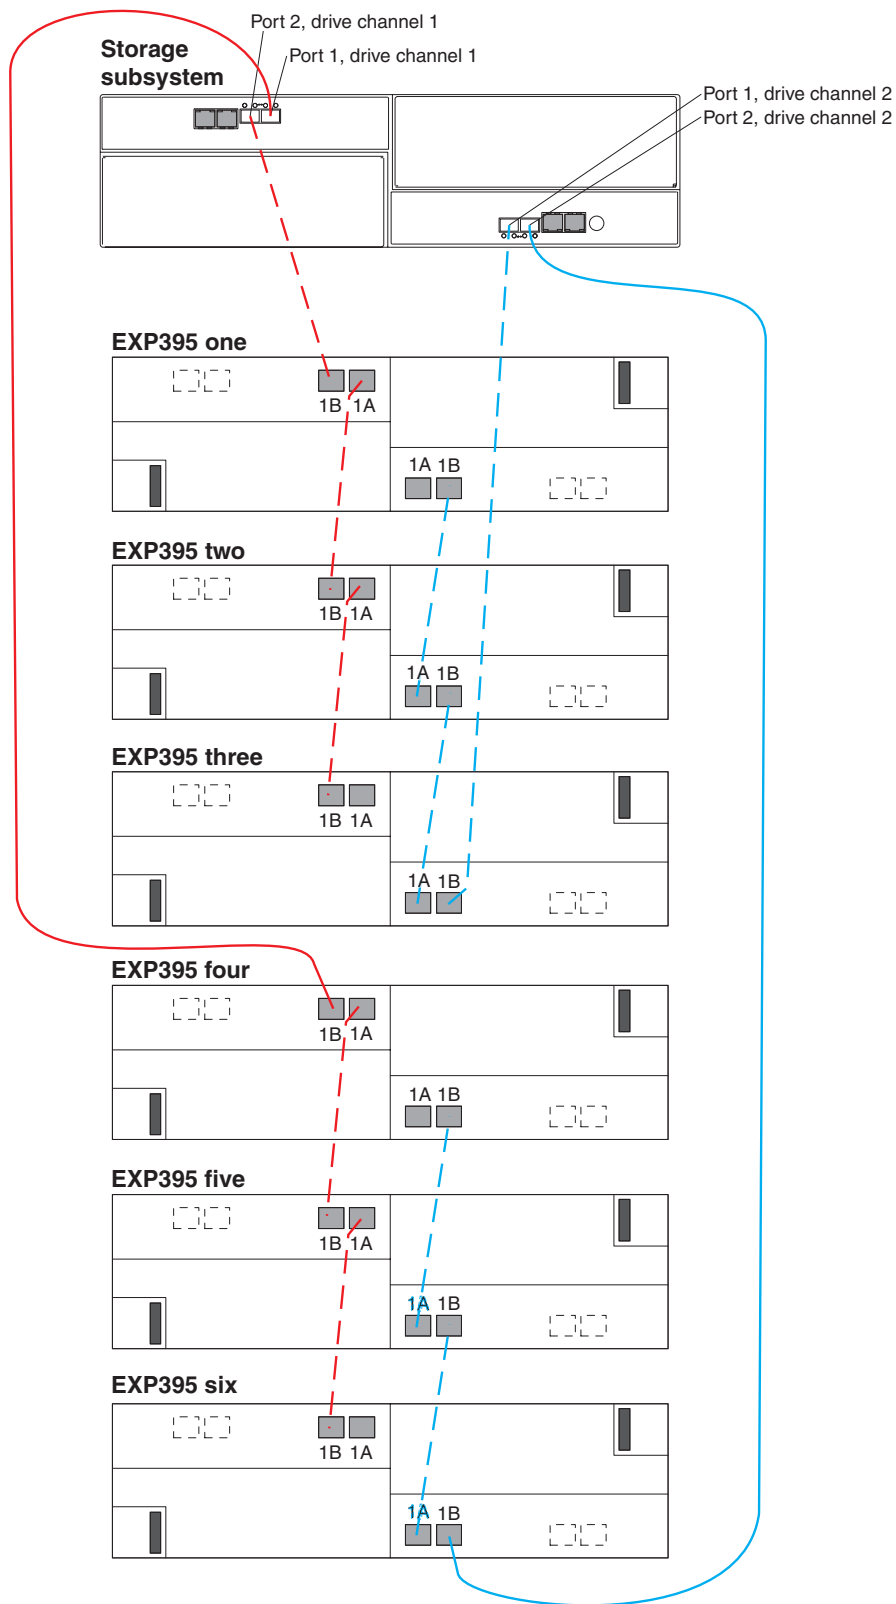 Port 2, drive channel 1
Storage
subsystem
Port 1, drive channel 1
Port 1, drive channel 2
Port 2, drive channel 2
EXP395 one
1B 1A
1A 1B
EXP395 two
1B 1A
1A 1B
EXP395 three
1B 1A
1A 1B
EXP395 four
1B 1A
1A 1B
EXP395 five
1B 1A
1A 1B
EXP395 six
1B 1A
1A 1B